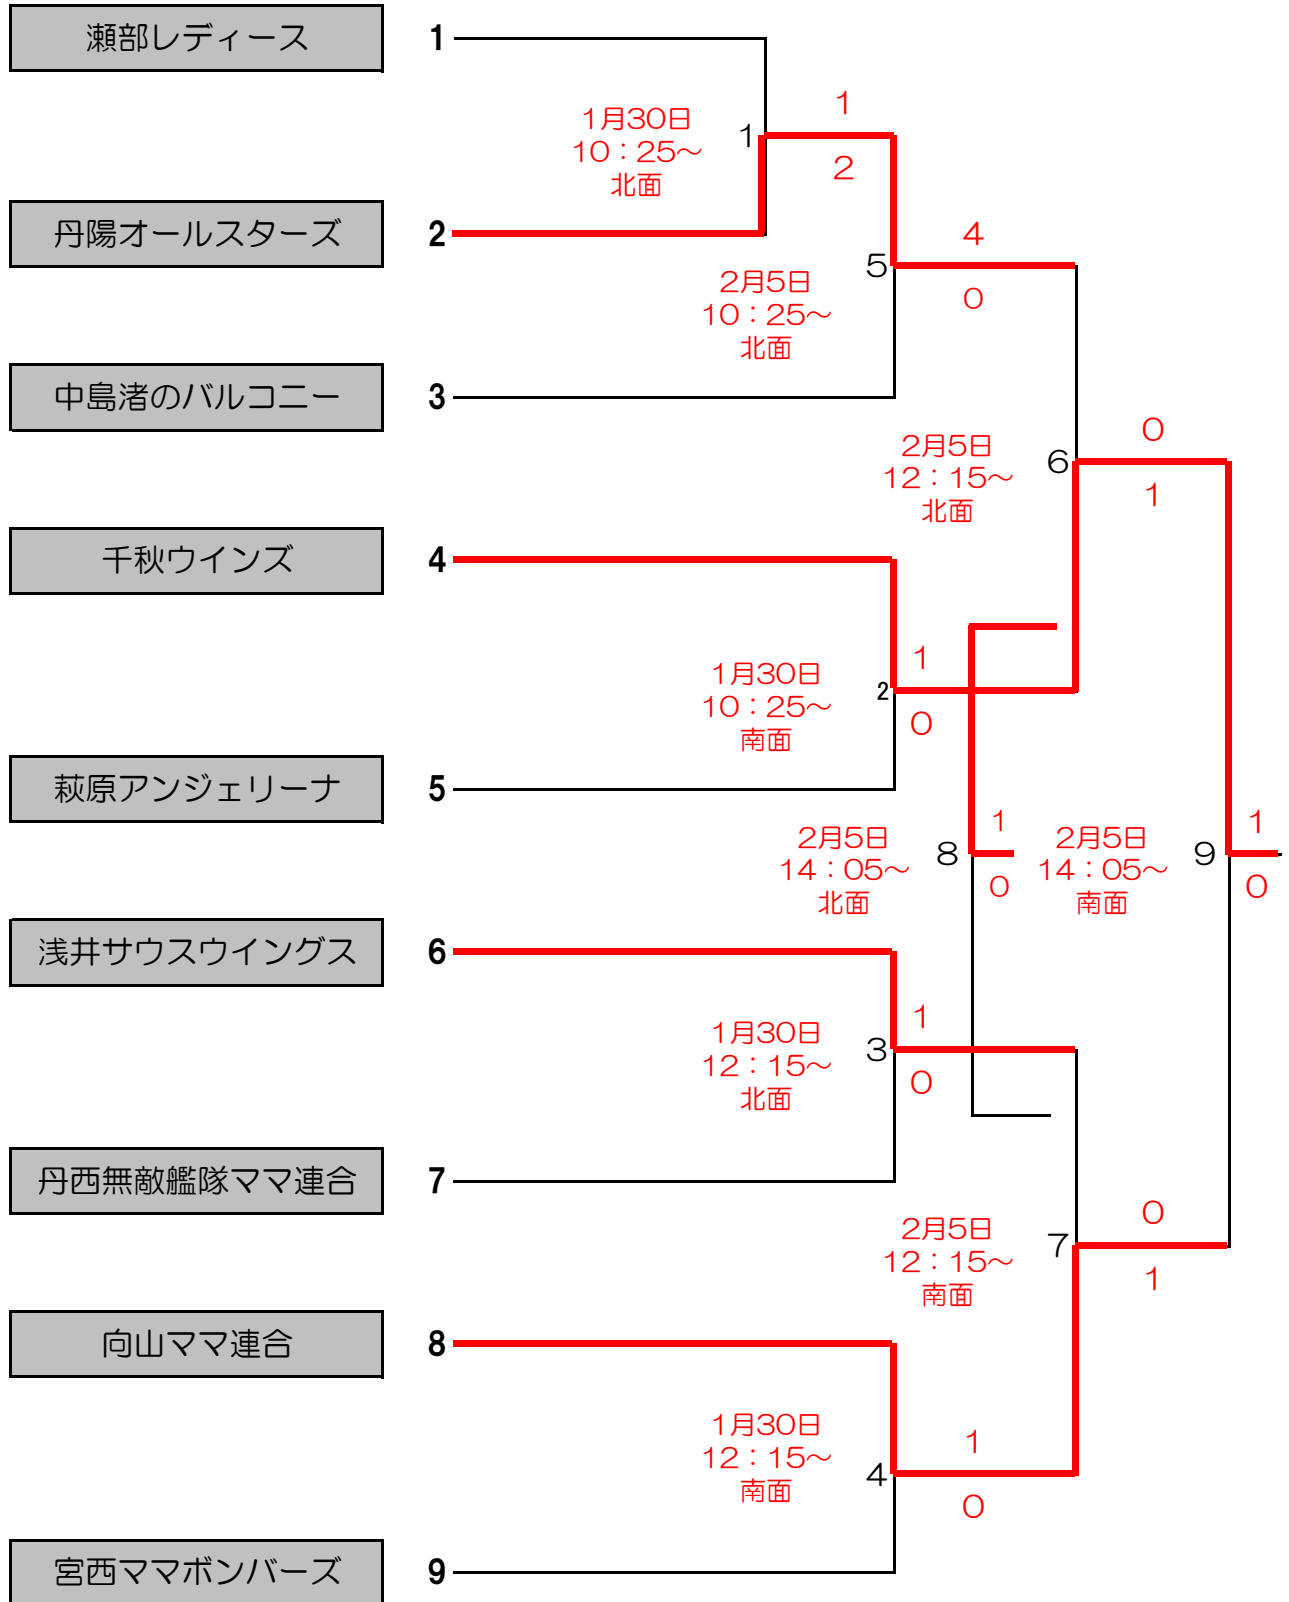 瀬部レディース
1
1月30日
10：25～
北面
1
1
2
丹陽オールスターズ
2
2月5日
10：25～
北面
5
4
0
中島渚のバルコニー
3
2月5日
12：15～
北面
6
0
1
千秋ウインズ
4
1月30日
10：25～
南面
2
1
0
萩原アンジェリーナ
5
2月5日
14：05～
北面
8
1
0
2月5日
14：05～
南面
9
1
0
浅井サウスウイングス
6
1月30日
12：15～
北面
3
1
0
丹西無敵艦隊ママ連合
7
2月5日
12：15～
南面
7
0
1
向山ママ連合
8
1月30日
12：15～
南面
4
1
0
宮西ママボンバーズ
9